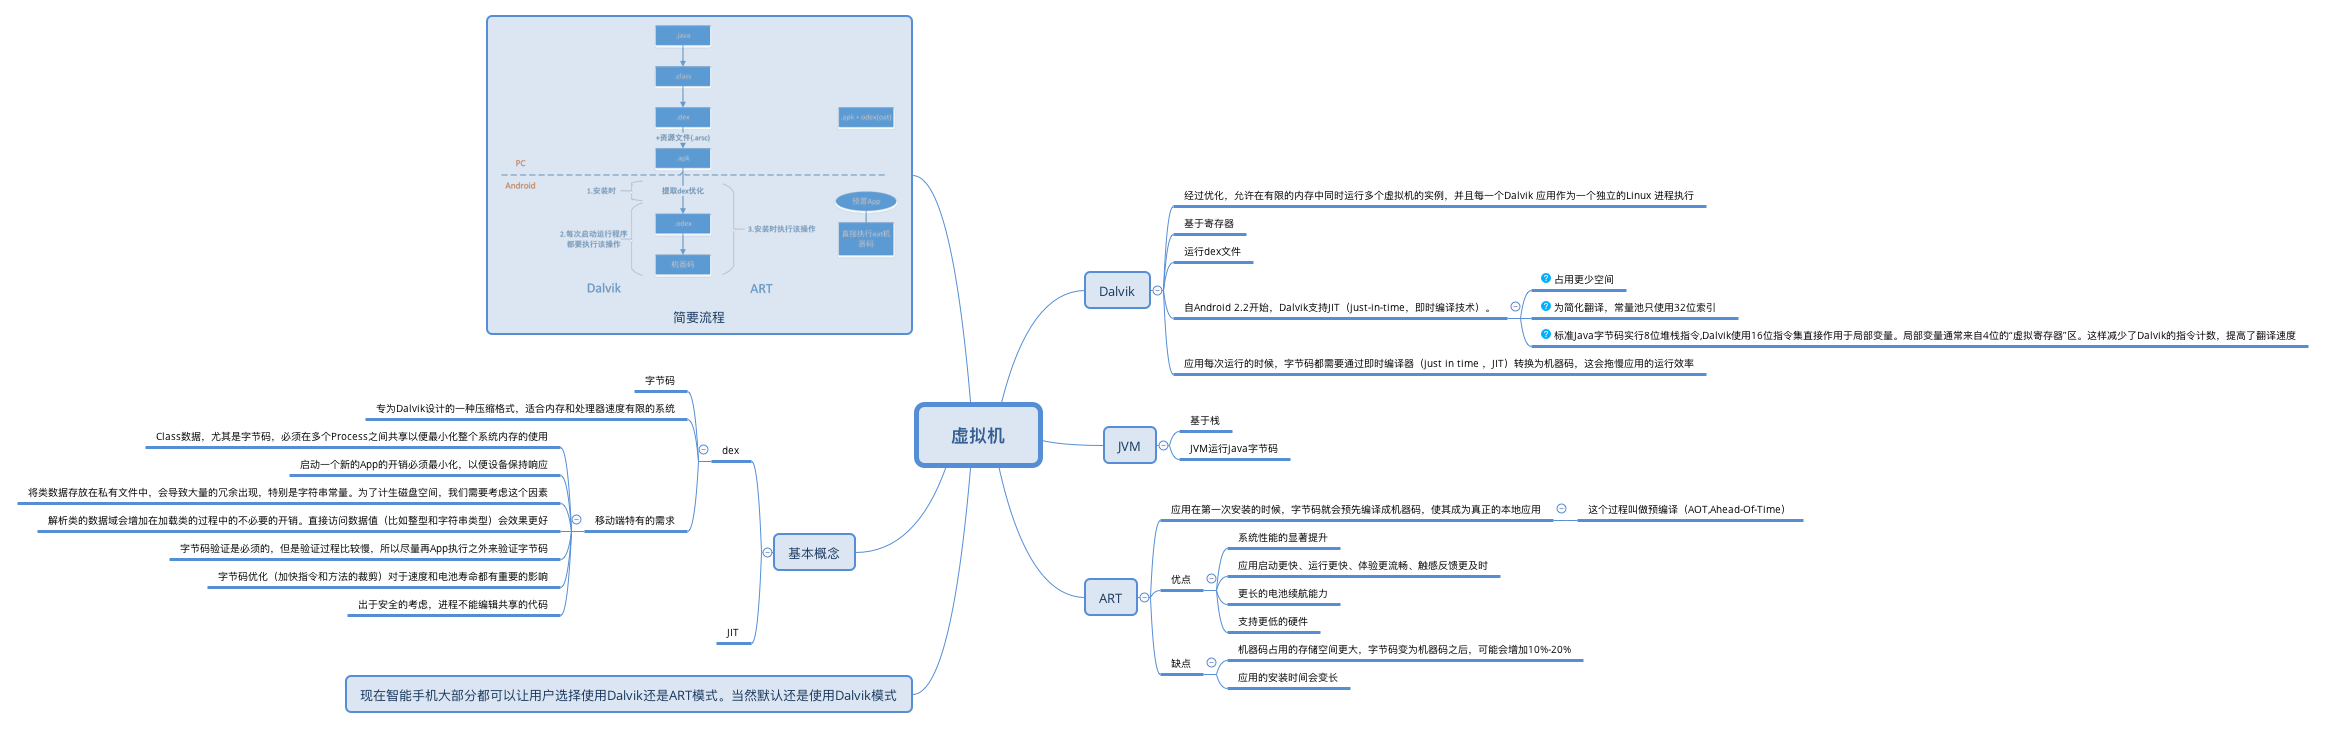 .java
.class
.dex
+资源文件(.arsc)
.apk
.apk + odex(oat)
PC
Android
1.安装时
提取dex优化
.odex
2.每次启动运行程序
都要执行该操作
3.安装时执行该操作
机器码
预置App
直接执行oat机
器码
Dalvik
ART
简要流程
虚拟机
Dalvik
经过优化，允许在有限的内存中同时运行多个虚拟机的实例，并且每一个Dalvik 应用作为一个独立的Linux 进程执行
基于寄存器
运行dex文件
自Android 2.2开始，Dalvik支持JIT（just-in-time，即时编译技术）。
占用更少空间
为简化翻译，常量池只使用32位索引
标准Java字节码实行8位堆栈指令,Dalvik使用16位指令集直接作用于局部变量。局部变量通常来自4位的“虚拟寄存器”区。这样减少了Dalvik的指令计数，提高了翻译速度
应用每次运行的时候，字节码都需要通过即时编译器（just in time ，JIT）转换为机器码，这会拖慢应用的运行效率
JVM
基于栈
JVM运行java字节码
ART
应用在第一次安装的时候，字节码就会预先编译成机器码，使其成为真正的本地应用
这个过程叫做预编译（AOT,Ahead-Of-Time）
优点
系统性能的显著提升
应用启动更快、运行更快、体验更流畅、触感反馈更及时
更长的电池续航能力
支持更低的硬件
缺点
机器码占用的存储空间更大，字节码变为机器码之后，可能会增加10%-20%
应用的安装时间会变长
基本概念
dex
字节码
专为Dalvik设计的一种压缩格式，适合内存和处理器速度有限的系统
移动端特有的需求
Class数据，尤其是字节码，必须在多个Process之间共享以便最小化整个系统内存的使用
启动一个新的App的开销必须最小化，以便设备保持响应
将类数据存放在私有文件中，会导致大量的冗余出现，特别是字符串常量。为了计生磁盘空间，我们需要考虑这个因素
解析类的数据域会增加在加载类的过程中的不必要的开销。直接访问数据值（比如整型和字符串类型）会效果更好
字节码验证是必须的，但是验证过程比较慢，所以尽量再App执行之外来验证字节码
字节码优化（加快指令和方法的裁剪）对于速度和电池寿命都有重要的影响
出于安全的考虑，进程不能编辑共享的代码
JIT
现在智能手机大部分都可以让用户选择使用Dalvik还是ART模式。当然默认还是使用Dalvik模式